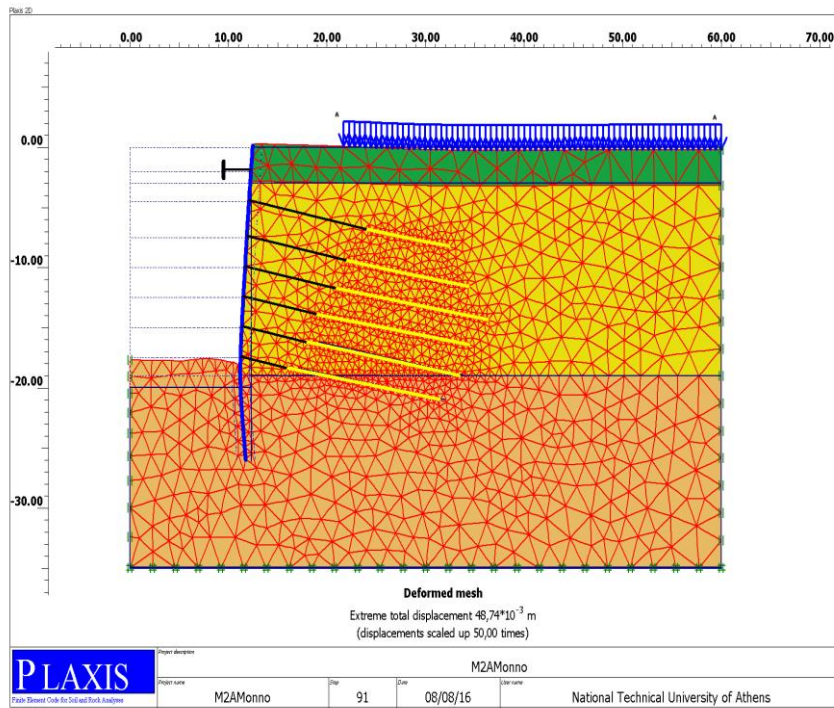 Plaxis 2D
0.00 10.00 20.00 30.00 40.00 50.00 60.00 70.00
0.00
-10.00
-20.00
-30.00
A A
Deformed mesh
Extreme total displacement 48,74*10-3 m
(displacements scaled up 50,00 times)
PLAXIS
Finite Element Code for Soil and Rock Analyses
Project description
M2AMonno
Project name
M2AMonno
Step
91
Date
08/08/16
User name
National Technical University of Athens